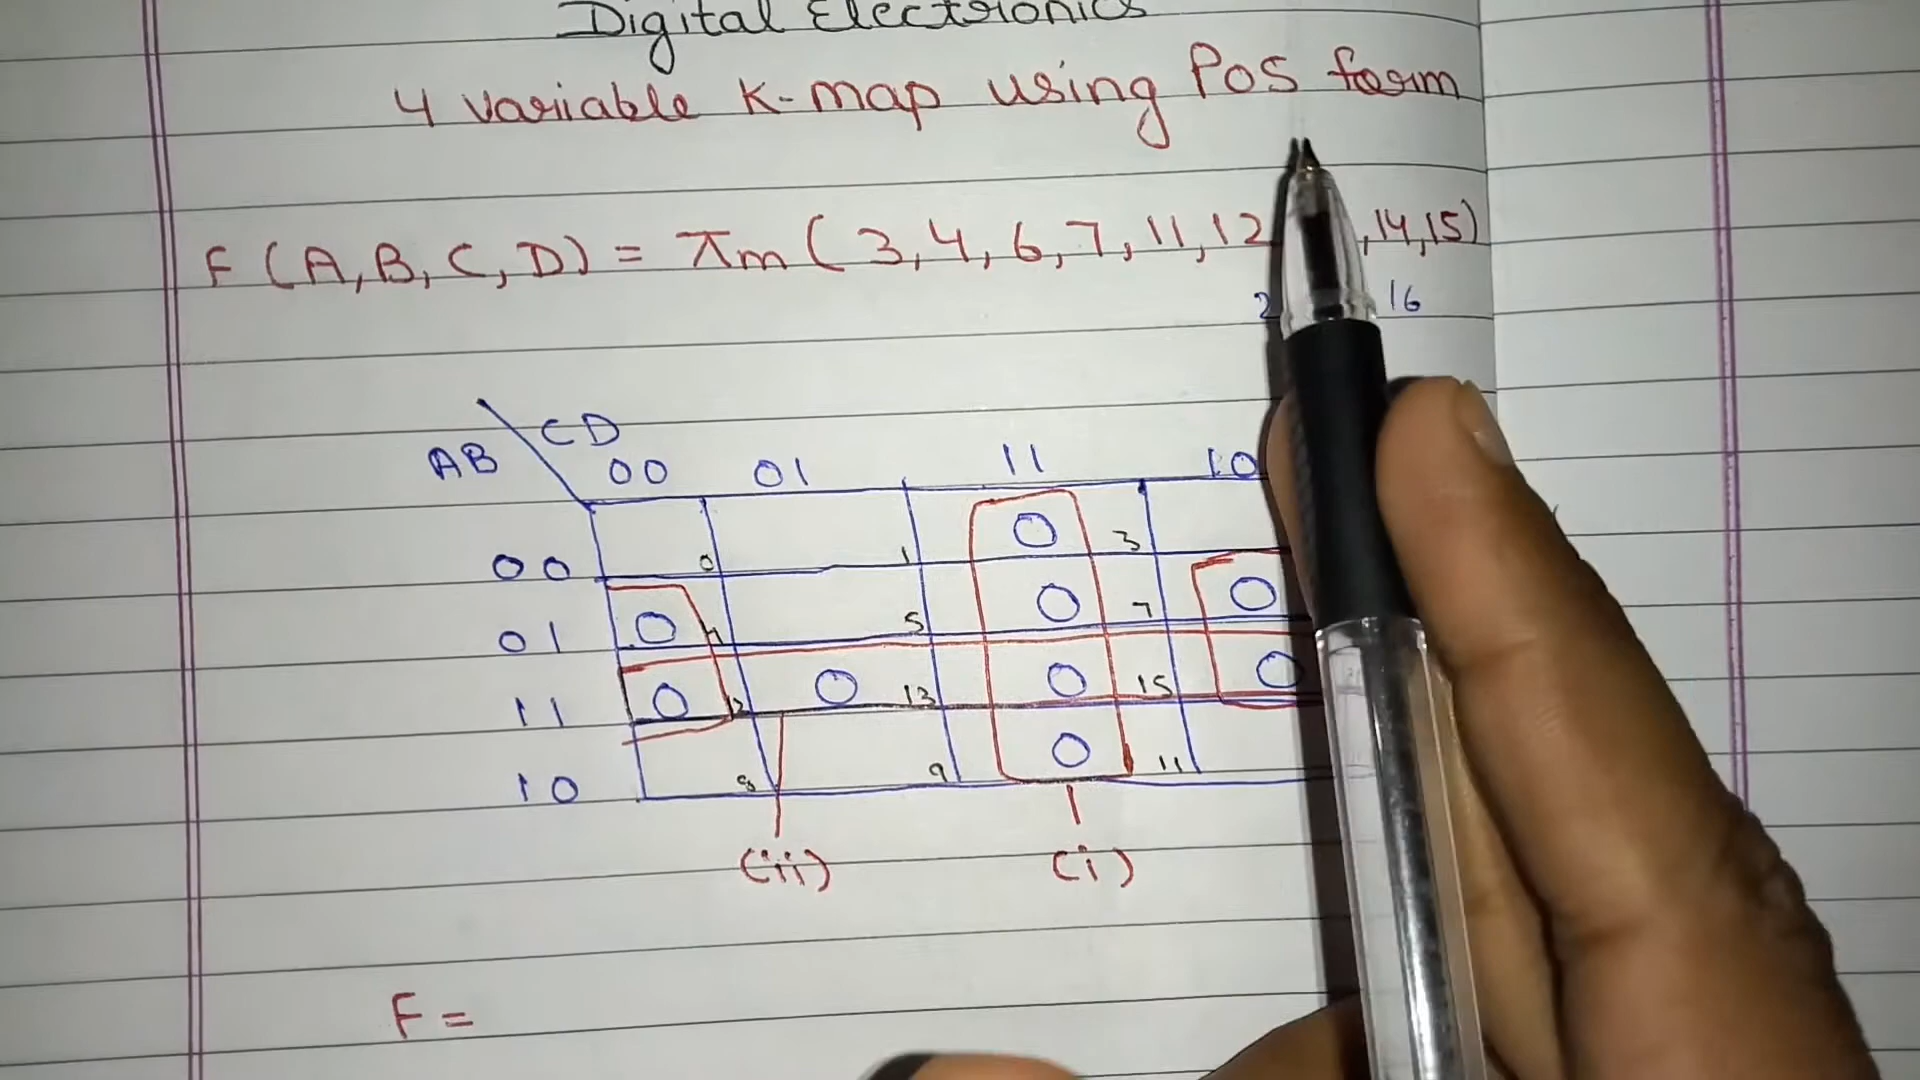 Digital Electronics
4 variable K-map using POS form
F (A, B, C, D) = πm ( 3, 4, 6, 7, 11, 12 , 14, 15)
2 16
AB CD
00 01 11 10
00 0 1 0 3
01 0 4 5 0 7 0
11 0 12 0 13 0 15 0
10 8 9 0 11
(ii) (i)
F =